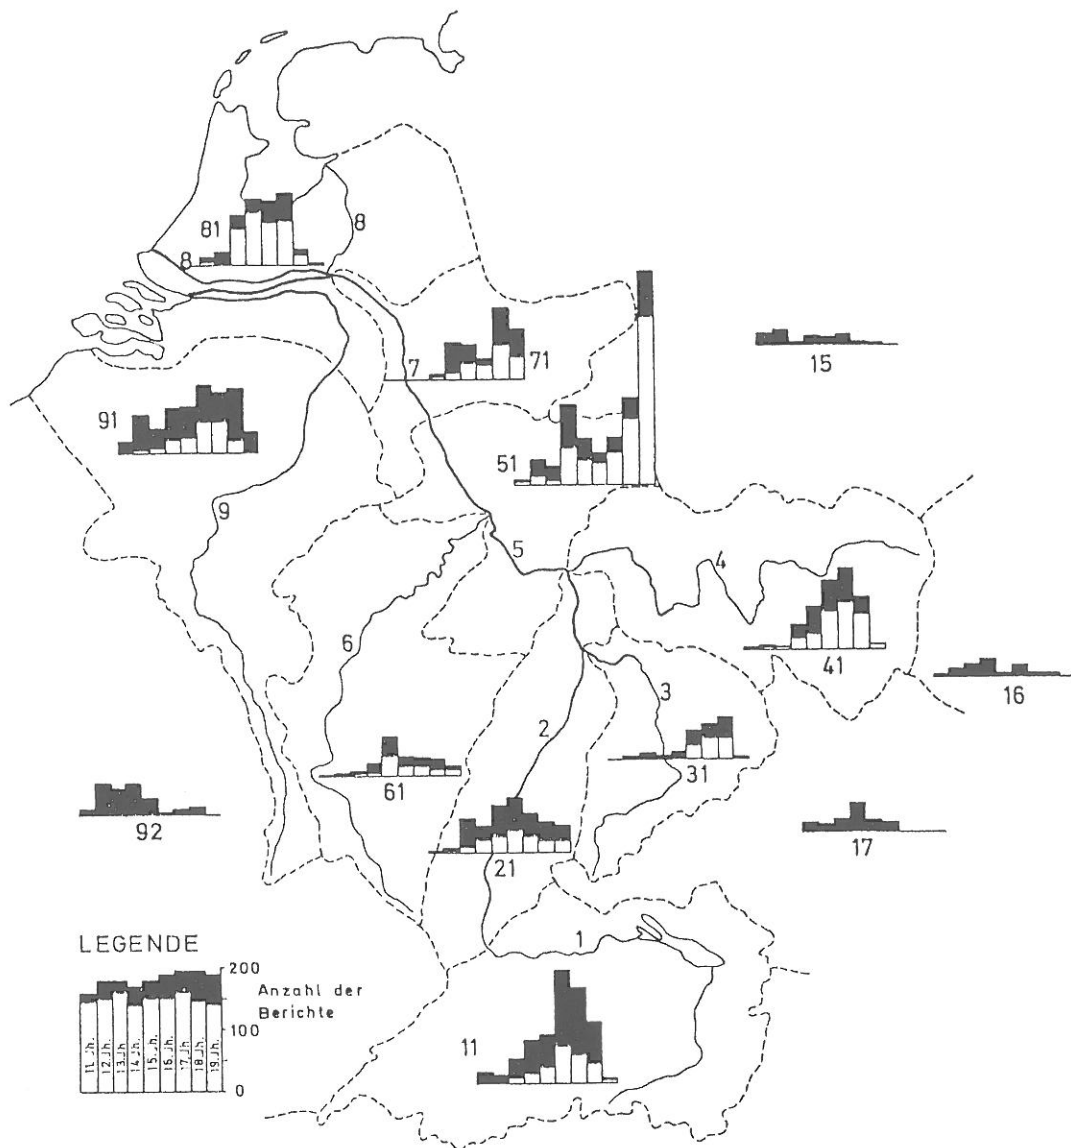 8
81
8
7
71
15
51
91
9
5
4
41
16
6
3
2
31
61
92
21
17
1
11
LEGENDE
200
Anzahl der
Berichte
100
0
11. Jh.
12. Jh.
13. Jh.
14. Jh.
15. Jh.
16. Jh.
17. Jh.
18. Jh.
19. Jh.